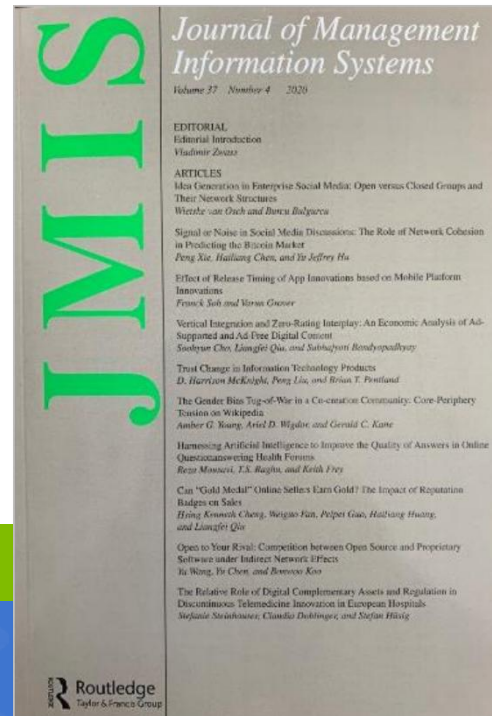 JMIS
Journal of Management
Information Systems
Volume 37 Number 4 2020
EDITORIAL
Editorial Introduction
Vladimir Zwass
ARTICLES
Idea Generation in Enterprise Social Media: Open versus Closed Groups and
Their Network Structures
Wietske van Osch and Burcu Bulgurcu
Signal or Noise in Social Media Discussions: The Role of Network Cohesion
in Predicting the Bitcoin Market
Peng Xie, Hailiang Chen, and Yu Jeffrey Hu
Effect of Release Timing of App Innovations based on Mobile Platform
Innovations
Franck Soh and Varun Grover
Vertical Integration and Zero-Rating Interplay: An Economic Analysis of Ad-
Supported and Ad-Free Digital Content
Soohyun Cho, Liangfei Qiu, and Subhajyoti Bandyopadhyay
Trust Change in Information Technology Products
D. Harrison McKnight, Peng Liu, and Brian T. Pentland
The Gender Bias Tug-of-War in a Co-creation Community: Core-Periphery
Tension on Wikipedia
Amber G. Young, Ariel D. Wigdor, and Gerald C. Kane
Harnessing Artificial Intelligence to Improve the Quality of Answers in Online
Questionanswering Health Forums
Reza Mousavi, T.S. Raghu, and Keith Frey
Can "Gold Medal" Online Sellers Earn Gold? The Impact of Reputation
Badges on Sales
Hsing Kenneth Cheng, Weiguo Fan, Peipei Guo, Hailiang Huang,
and Liangfei Qiu
Open to Your Rival: Competition between Open Source and Proprietary
Software under Indirect Network Effects
Yu Wang, Yu Chen, and Bonwoo Koo
The Relative Role of Digital Complementary Assets and Regulation in
Discontinuous Telemedicine Innovation in European Hospitals
Stefanie Steinhauser, Claudia Doblinger, and Stefan Hüsig
ROUTLEDGE
Routledge
Taylor & Francis Group